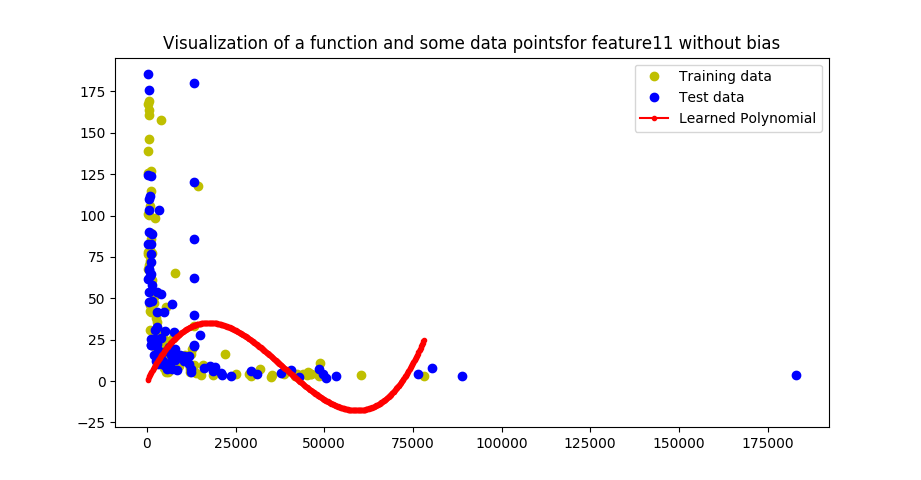 Visualization of a function and some data pointsfor feature11 without bias
Training data
Test data
Learned Polynomial
175
150
125
100
75
50
25
0
−25
0 25000 50000 75000 100000 125000 150000 175000